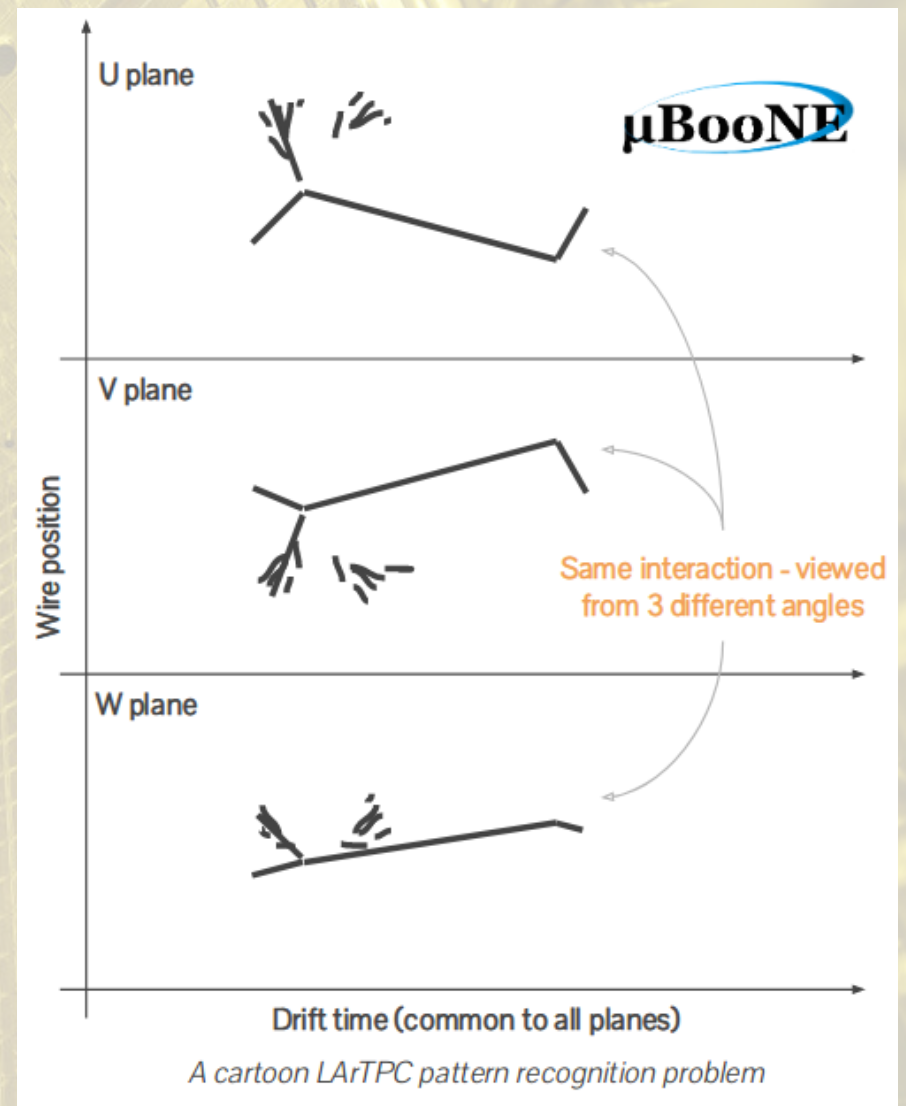 U plane
µBooNE
V plane
Wire position
Same interaction - viewed
from 3 different angles
W plane
Drift time (common to all planes)
A cartoon LArTPC pattern recognition problem